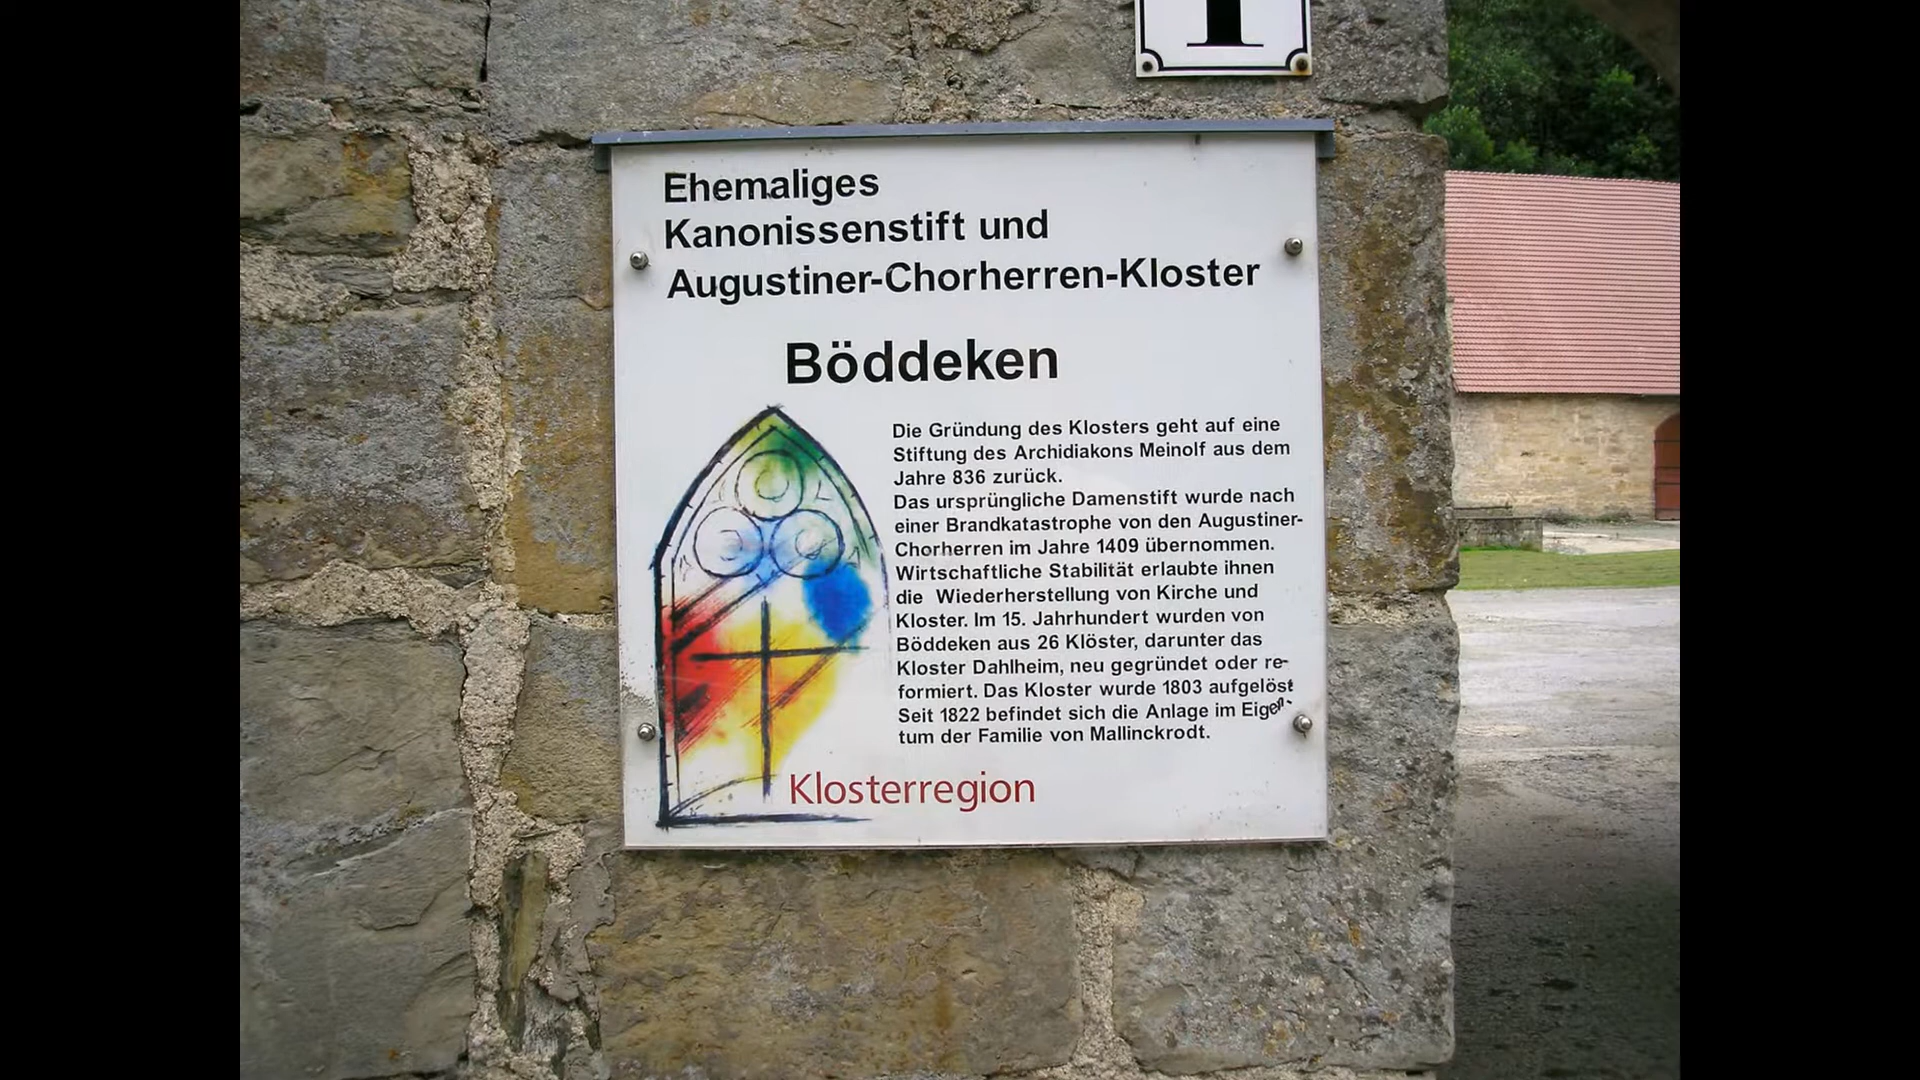 1
Ehemaliges
Kanonissenstift und
Augustiner-Chorherren-Kloster
Böddeken
Die Gründung des Klosters geht auf eine
Stiftung des Archidiakons Meinolf aus dem
Jahre 836 zurück.
Das ursprüngliche Damenstift wurde nach
einer Brandkatastrophe von den Augustiner-
Chorherren im Jahre 1409 übernommen.
Wirtschaftliche Stabilität erlaubte ihnen
die Wiederherstellung von Kirche und
Kloster. Im 15. Jahrhundert wurden von
Böddeken aus 26 Klöster, darunter das
Kloster Dahlheim, neu gegründet oder re-
formiert. Das Kloster wurde 1803 aufgelöst
Seit 1822 befindet sich die Anlage im Eigen-
tum der Familie von Mallinckrodt.
Klosterregion